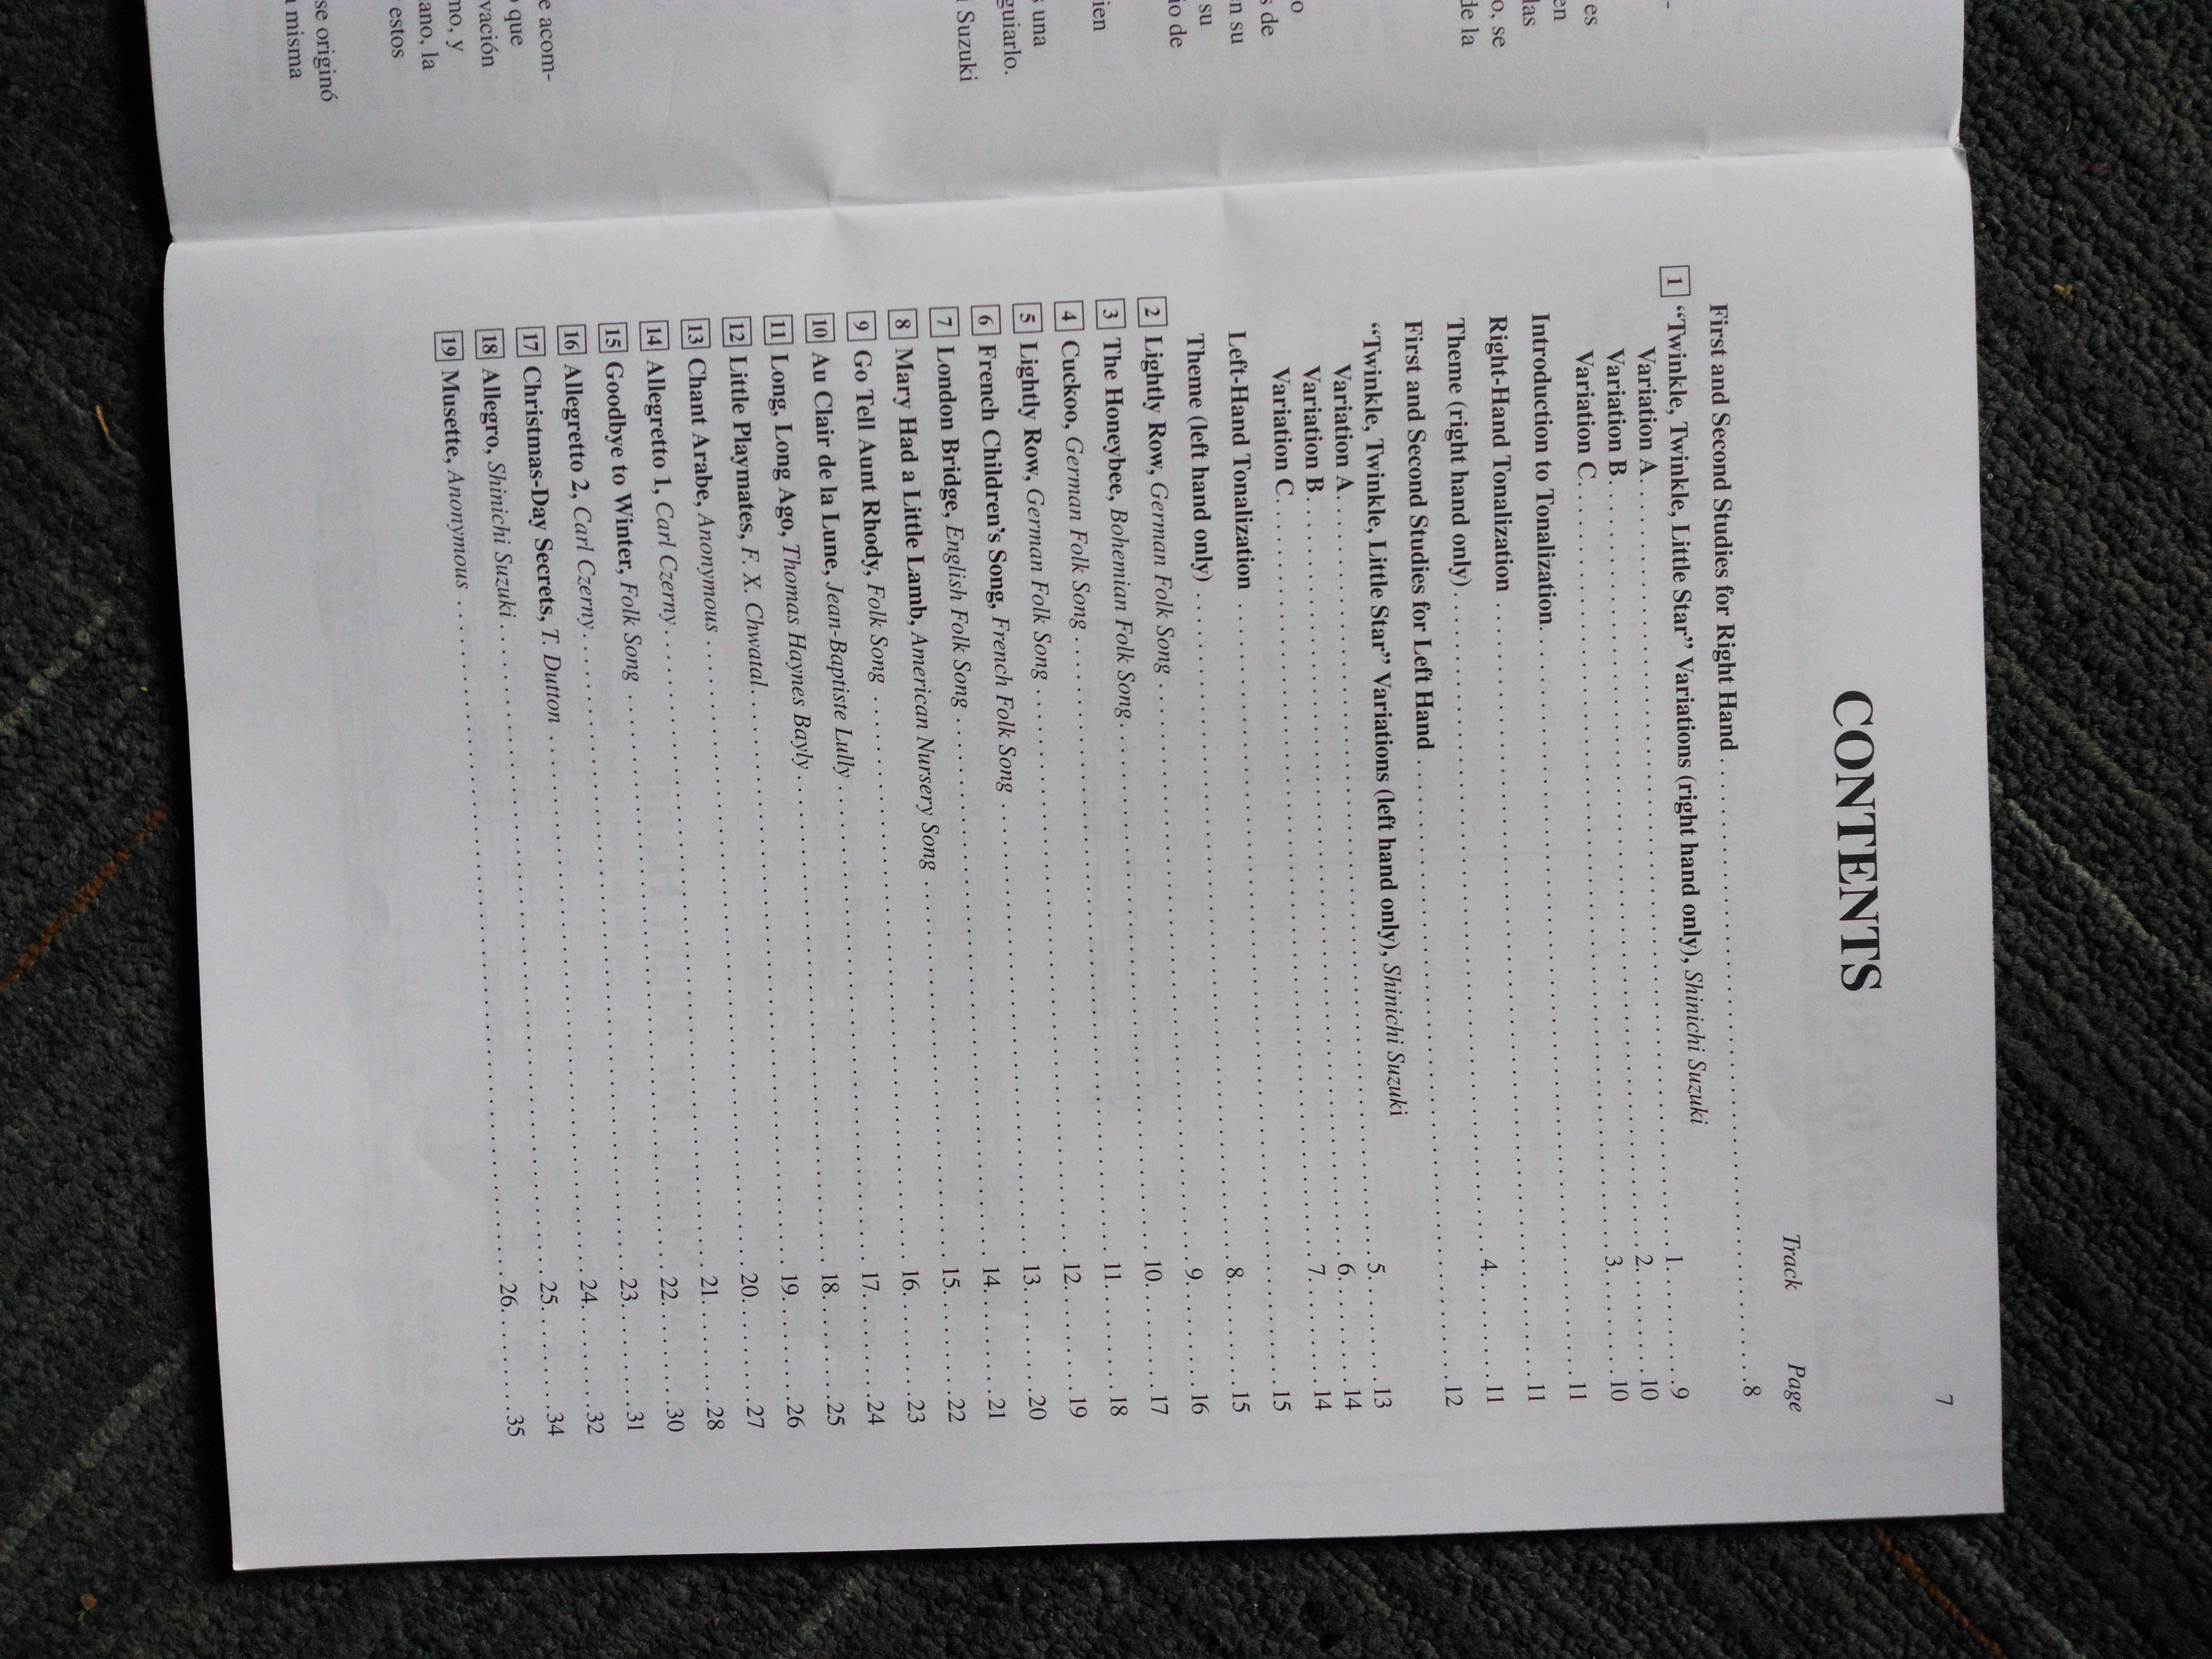 es
en
las
o, se
de la
o
s de
en su
su
io de
ien
s una
guiarlo.
i Suzuki
e acom-
o que
vación
mo, y
ano, la
estos
se originó
misma
7
CONTENTS
Track Page
First and Second Studies for Right Hand . . . . . 8
1 “Twinkle, Twinkle, Little Star” Variations (right hand only), Shinichi Suzuki
Variation A . . . . . 1 . . . . . 9
Variation B . . . . . 2 . . . . . 10
Variation C . . . . . 3 . . . . . 10
Introduction to Tonalization . . . . . 11
Right-Hand Tonalization . . . . . 11
Theme (right hand only) . . . . . 4 . . . . . 11
First and Second Studies for Left Hand . . . . . 12
“Twinkle, Twinkle, Little Star” Variations (left hand only), Shinichi Suzuki
Variation A . . . . . 5 . . . . . 13
Variation B . . . . . 6 . . . . . 14
Variation C . . . . . 7 . . . . . 14
Left-Hand Tonalization . . . . . 15
Theme (left hand only) . . . . . 8 . . . . . 15
2 Lightly Row, German Folk Song . . . . . 9 . . . . . 16
3 The Honeybee, Bohemian Folk Song . . . . . 10 . . . . . 17
4 Cuckoo, German Folk Song . . . . . 11 . . . . . 18
5 Lightly Row, German Folk Song . . . . . 12 . . . . . 19
6 French Children’s Song, French Folk Song . . . . . 13 . . . . . 20
7 London Bridge, English Folk Song . . . . . 14 . . . . . 21
8 Mary Had a Little Lamb, American Nursery Song . . . . . 15 . . . . . 22
9 Go Tell Aunt Rhody, Folk Song . . . . . 16 . . . . . 23
10 Au Clair de la Lune, Jean-Baptiste Lully . . . . . 17 . . . . . 24
11 Long, Long Ago, Thomas Haynes Bayly . . . . . 18 . . . . . 25
12 Little Playmates, F. X. Chwatal . . . . . 19 . . . . . 26
13 Chant Arabe, Anonymous . . . . . 20 . . . . . 27
14 Allegretto 1, Carl Czerny . . . . . 21 . . . . . 28
15 Goodbye to Winter, Folk Song . . . . . 22 . . . . . 30
16 Allegretto 2, Carl Czerny . . . . . 23 . . . . . 31
17 Christmas-Day Secrets, T. Dutton . . . . . 24 . . . . . 32
18 Allegro, Shinichi Suzuki . . . . . 25 . . . . . 34
19 Musette, Anonymous . . . . . 26 . . . . . 35